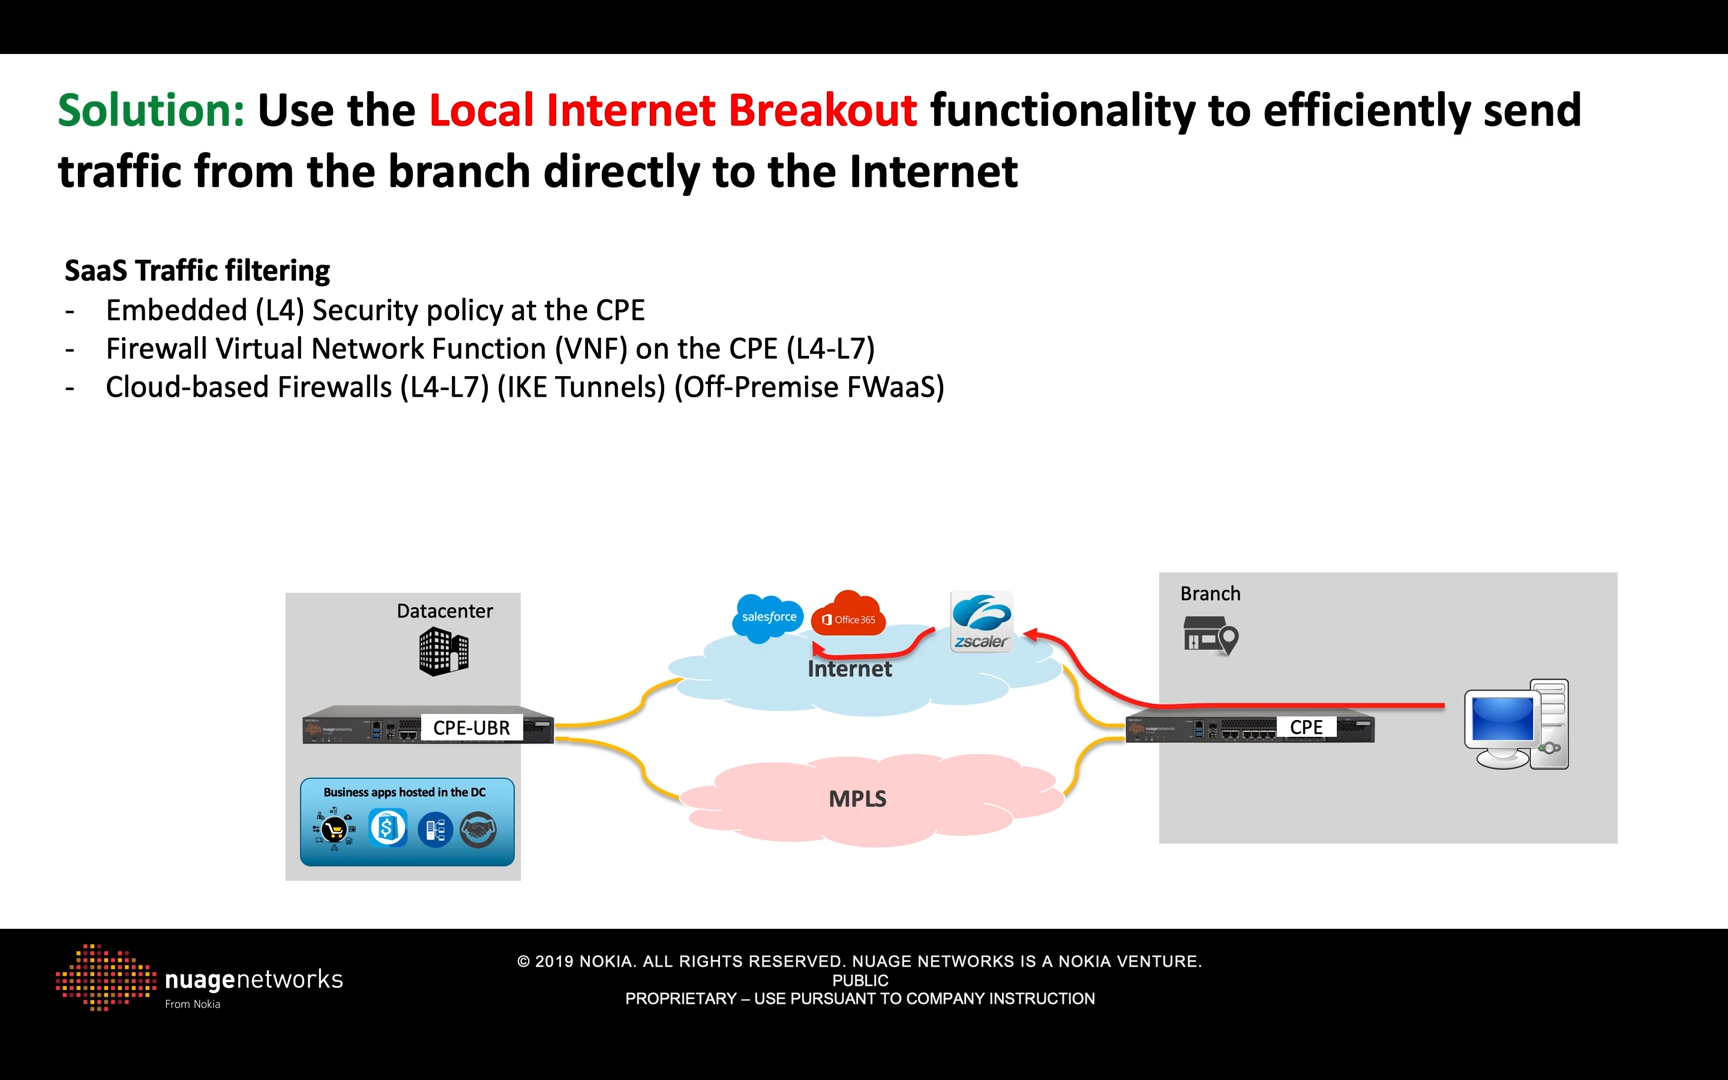 Solution: Use the Local Internet Breakout functionality to efficiently send
traffic from the branch directly to the Internet
SaaS Traffic filtering
- Embedded (L4) Security policy at the CPE
- Firewall Virtual Network Function (VNF) on the CPE (L4-L7)
- Cloud-based Firewalls (L4-L7) (IKE Tunnels) (Off-Premise FWaaS)
Datacenter
CPE-UBR
Business apps hosted in the DC
salesforce
Office 365
zscaler
Internet
MPLS
Branch
CPE
nuagenetworks
From Nokia
© 2019 NOKIA. ALL RIGHTS RESERVED. NUAGE NETWORKS IS A NOKIA VENTURE.
PUBLIC
PROPRIETARY – USE PURSUANT TO COMPANY INSTRUCTION